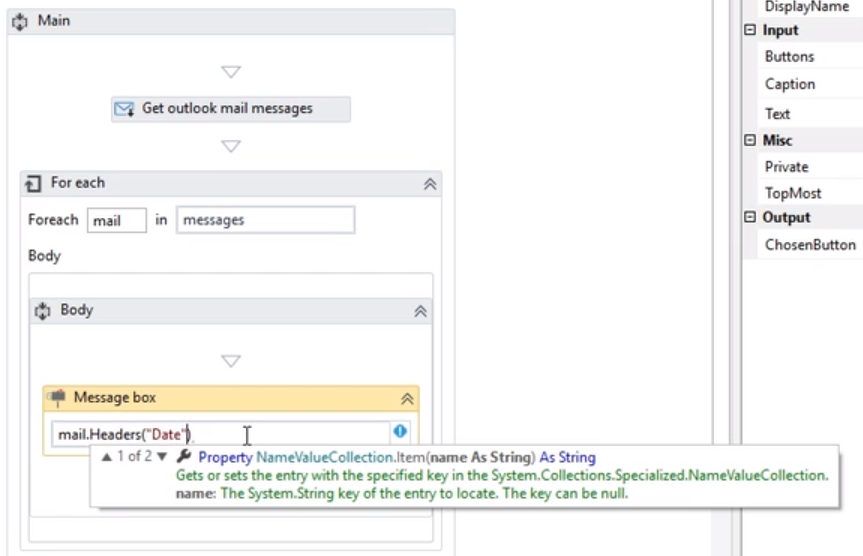 Main
Get outlook mail messages
For each
Foreach mail in messages
Body
Body
Message box
mail.Headers("Date")
1 of 2 Property NameValueCollection.Item(name As String) As String
Gets or sets the entry with the specified key in the System.Collections.Specialized.NameValueCollection.
name: The System.String key of the entry to locate. The key can be null.
DisplayName
Input
Buttons
Caption
Text
Misc
Private
TopMost
Output
ChosenButton